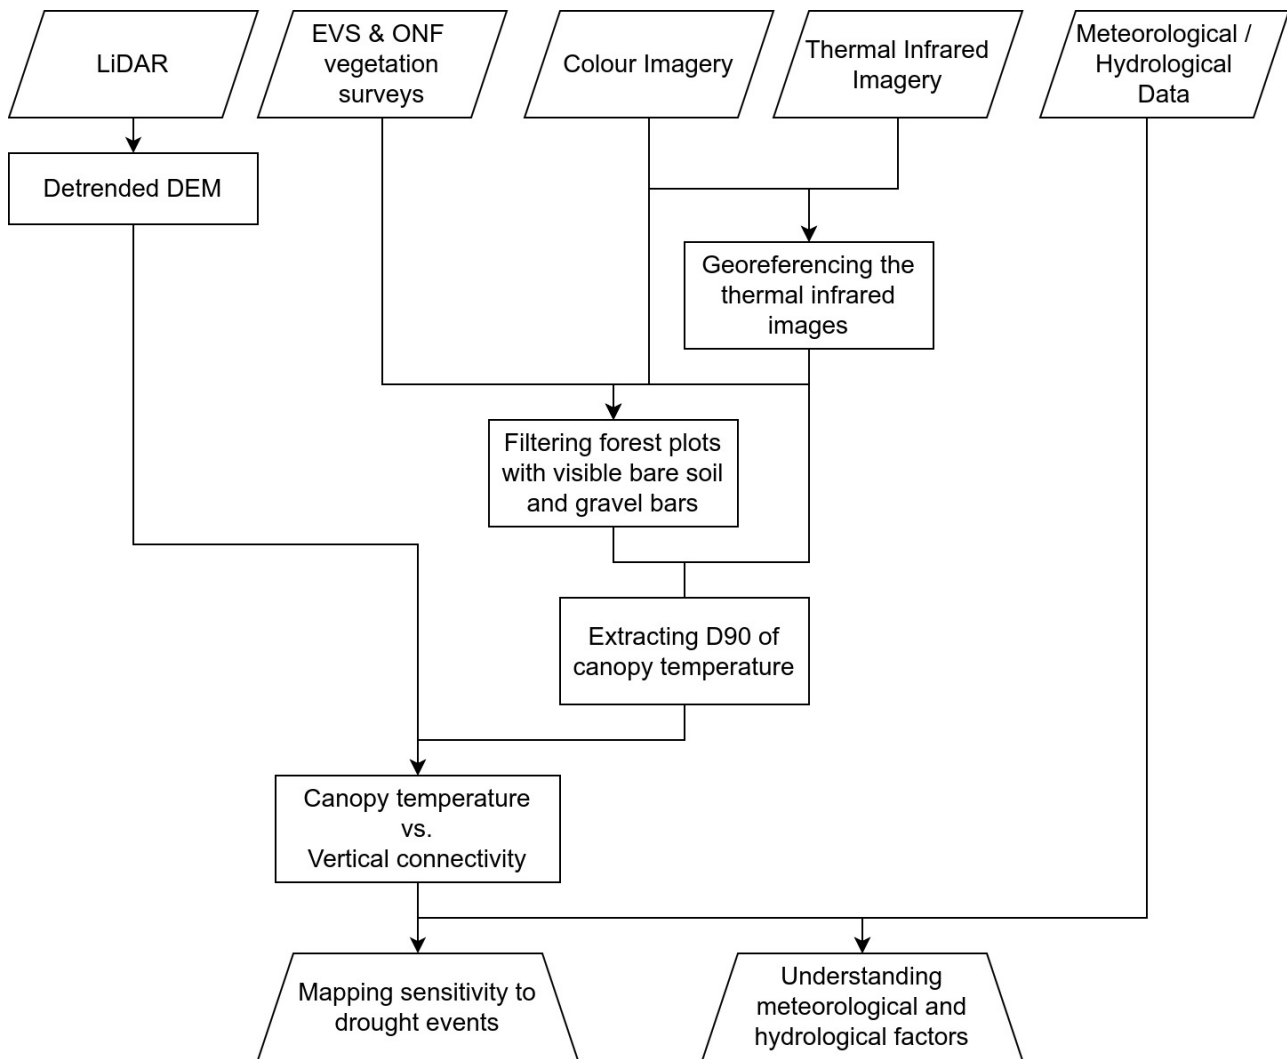 LiDAR
EVS & ONF
vegetation
surveys
Colour Imagery
Thermal Infrared
Imagery
Meteorological /
Hydrological
Data
Detrended DEM
Georeferencing the
thermal infrared
images
Filtering forest plots
with visible bare soil
and gravel bars
Extracting D90 of
canopy temperature
Canopy temperature
vs.
Vertical connectivity
Mapping sensitivity to
drought events
Understanding
meteorological and
hydrological factors